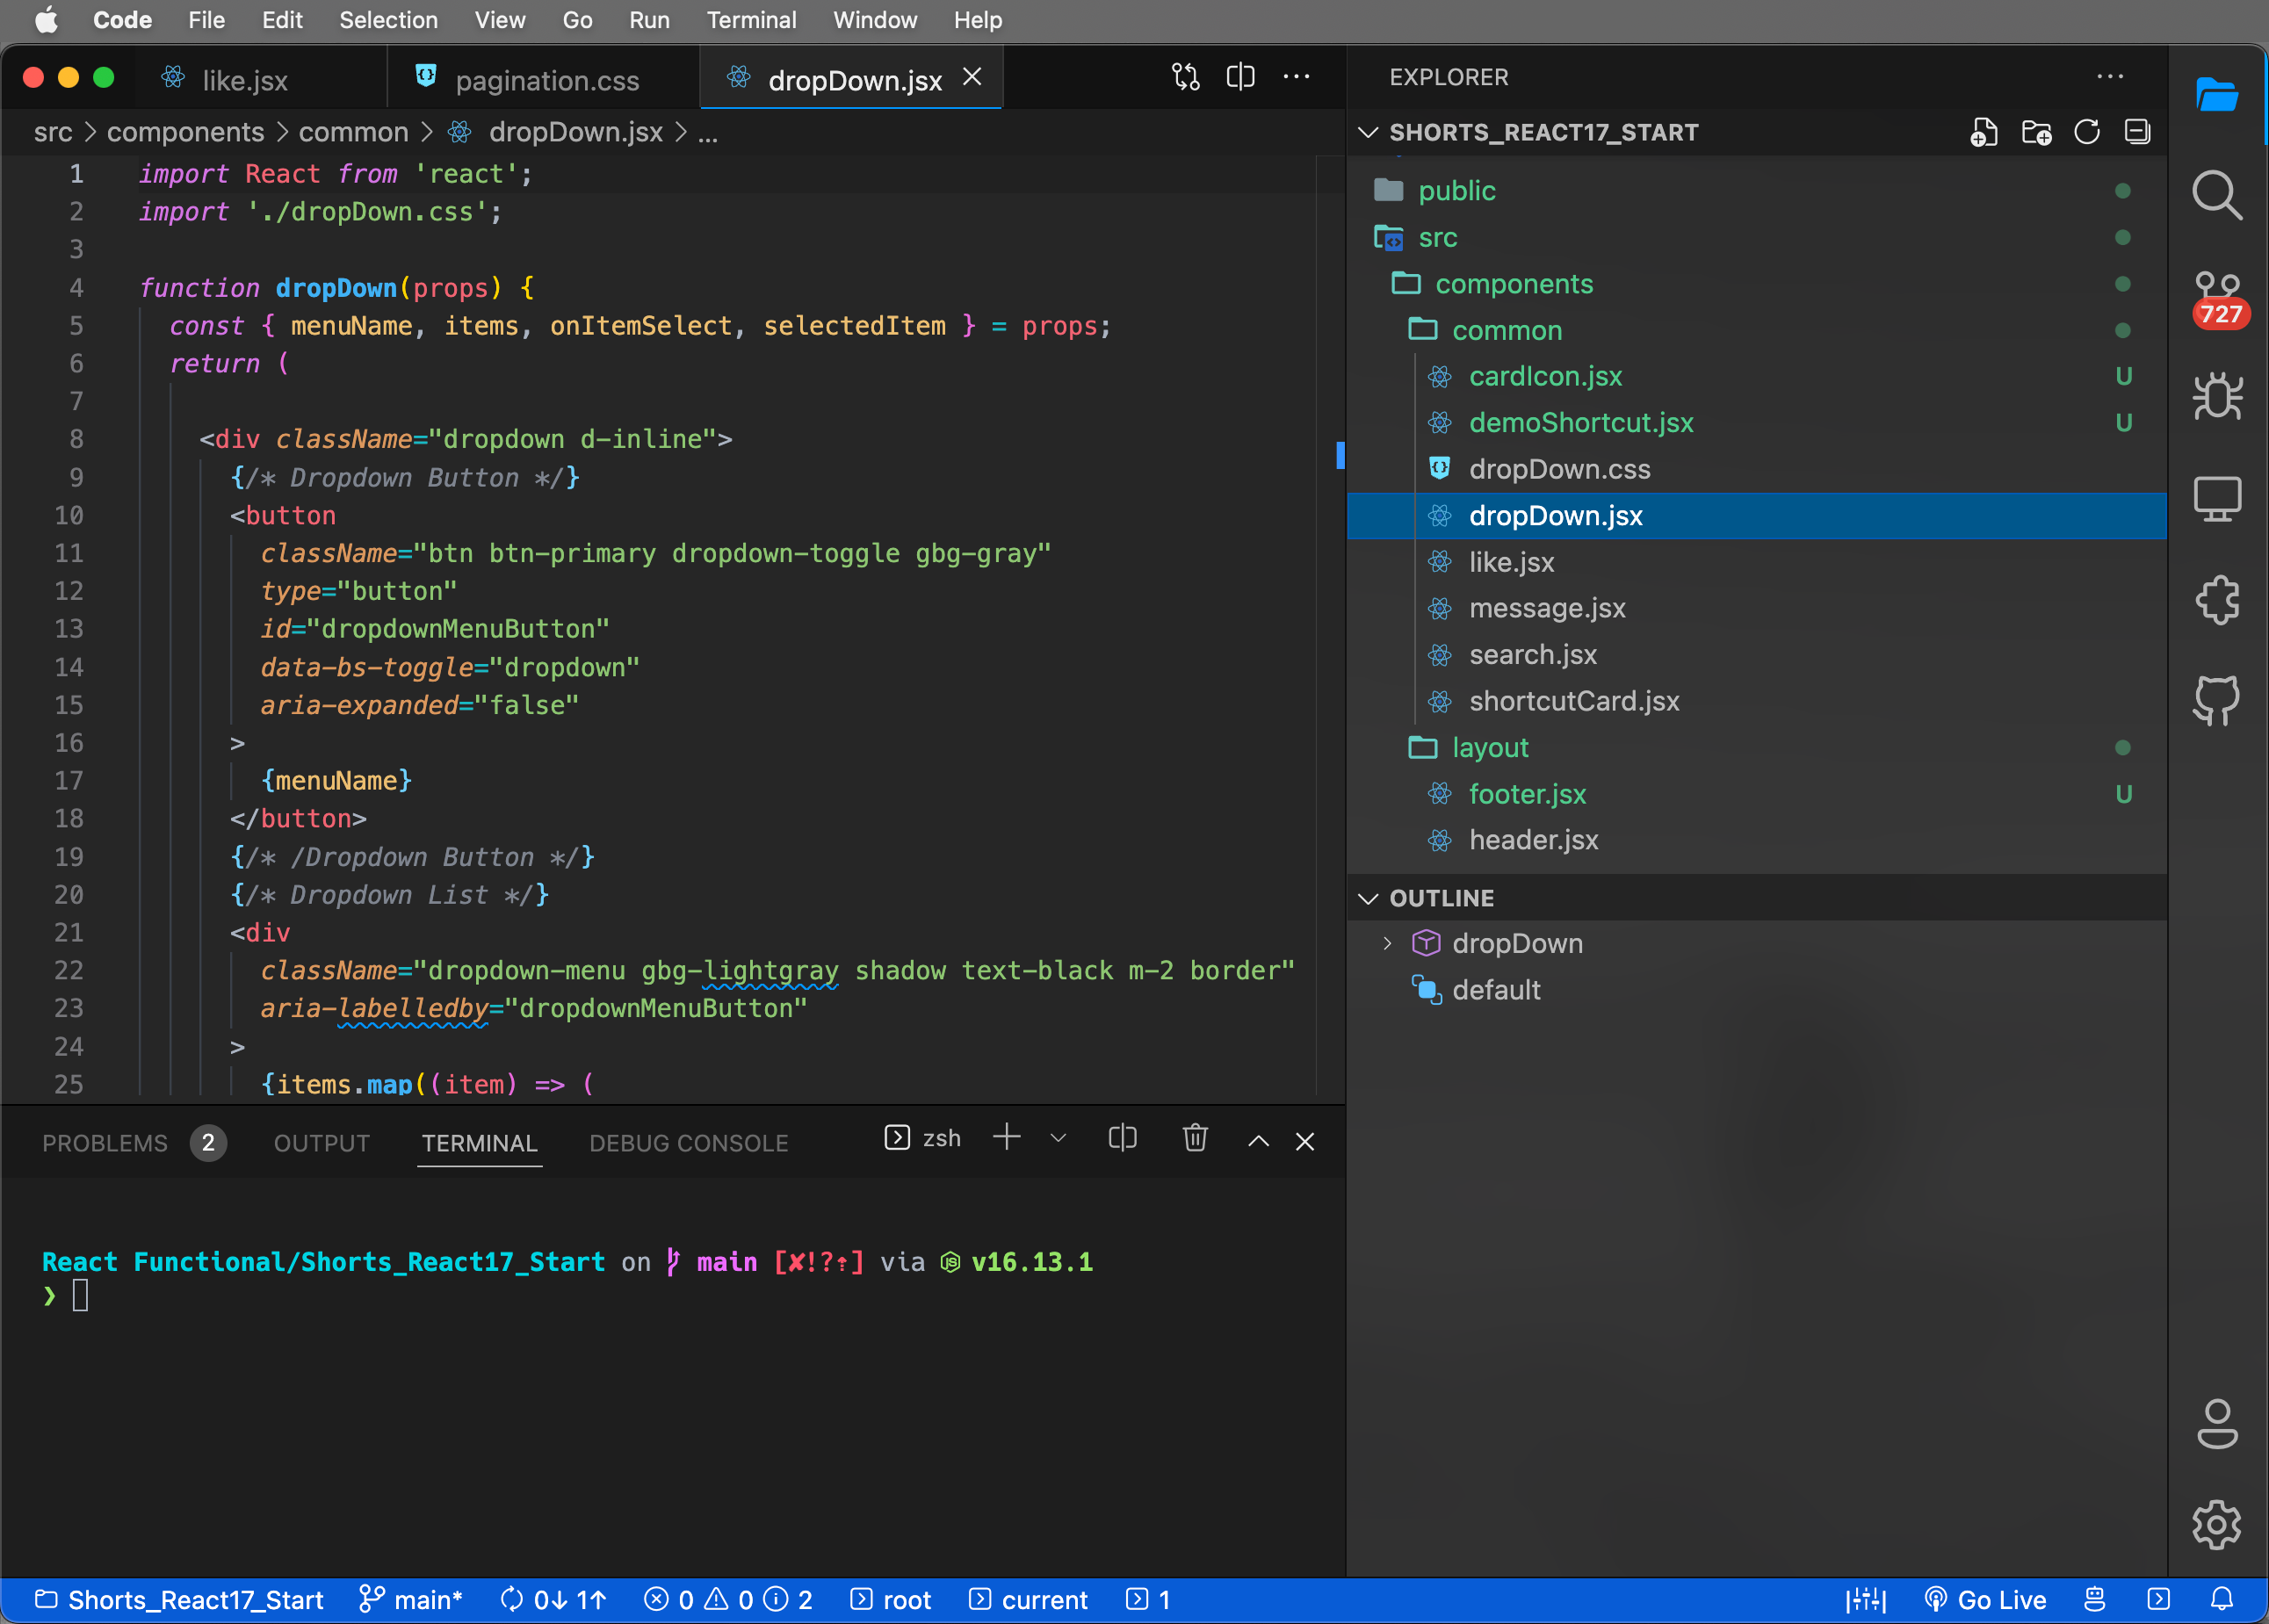 Code File Edit Selection View Go Run Terminal Window Help
like.jsx pagination.css dropDown.jsx
src > components > common > dropDown.jsx > ...
1 import React from 'react';
2 import './dropDown.css';
3
4 function dropDown(props) {
5 const { menuName, items, onItemSelect, selectedItem } = props;
6 return (
7
8 <div className="dropdown d-inline">
9 {/* Dropdown Button */}
10 <button
11 className="btn btn-primary dropdown-toggle gbg-gray"
12 type="button"
13 id="dropdownMenuButton"
14 data-bs-toggle="dropdown"
15 aria-expanded="false"
16 >
17 {menuName}
18 </button>
19 {/* /Dropdown Button */}
20 {/* Dropdown List */}
21 <div
22 className="dropdown-menu gbg-lightgray shadow text-black m-2 border"
23 aria-labelledby="dropdownMenuButton"
24 >
25 {items.map((item) => (
PROBLEMS 2 OUTPUT TERMINAL DEBUG CONSOLE zsh
React Functional/Shorts_React17_Start on main [✘!?⇡] via v16.13.1
❯
EXPLORER
SHORTS_REACT17_START
public
src
components
common
cardIcon.jsx U
demoShortcut.jsx U
dropDown.css
dropDown.jsx
like.jsx
message.jsx
search.jsx
shortcutCard.jsx
layout
footer.jsx U
header.jsx
OUTLINE
dropDown
default
727
Shorts_React17_Start main* 0↓ 1↑ 0 0 2 root current 1 Go Live